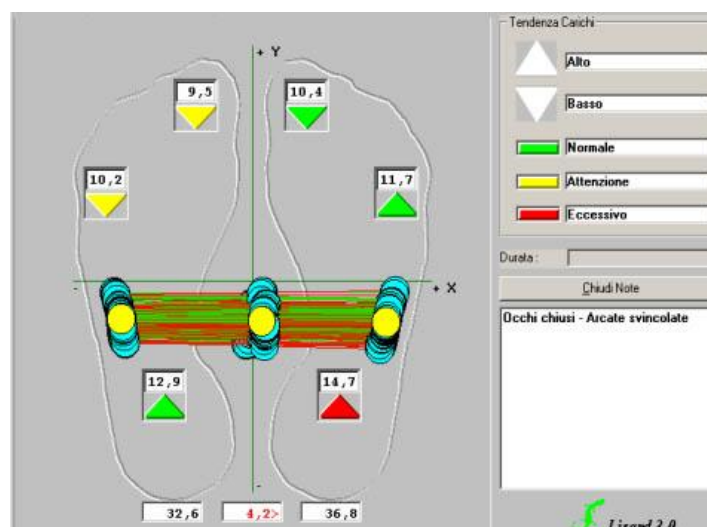 Tendenza Carichi
+ Y
9,5
10,4
Alto
Basso
10,2
11,7
Normale
Attenzione
Eccessivo
Durata :
-
+ X
Chiudi Note
Occhi chiusi - Arcate svincolate
12,9
14,7
-
32,6
4,2>
36,8
Lizard 2.0